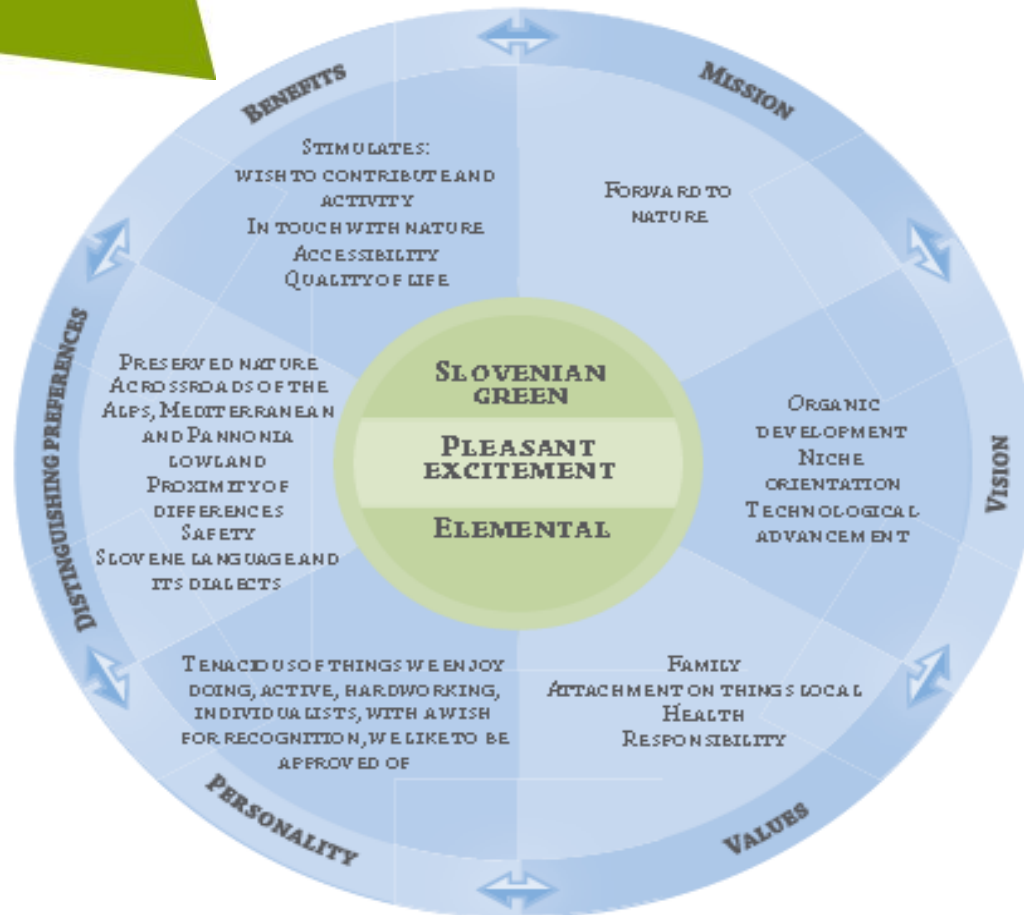 BENEFITS
STIMULATES:
WISH TO CONTRIBUTE AND
ACTIVITY
IN TOUCH WITH NATURE
ACCESSIBILITY
QUALITY OF LIFE
MISSION
FORWARD TO
NATURE
VISION
ORGANIC
DEVELOPMENT
NICHE
ORIENTATION
TECHNOLOGICAL
ADVANCEMENT
VALUES
FAMILY
ATTACHMENT ON THINGS LOCAL
HEALTH
RESPONSIBILITY
PERSONALITY
TENACIOUS OF THINGS WE ENJOY
DOING, ACTIVE, HARDWORKING,
INDIVIDUALISTS, WITH A WISH
FOR RECOGNITION, WE LIKE TO BE
APPROVED OF
DISTINGUISHING PREFERENCES
PRESERVED NATURE
A CROSSROADS OF THE
ALPS, MEDITERRANEAN
AND PANNONIA
LOWLAND
PROXIMITY OF
DIFFERENCES
SAFETY
SLOVENE LANGUAGE AND
ITS DIALECTS
SLOVENIAN
GREEN
PLEASANT
EXCITEMENT
ELEMENTAL